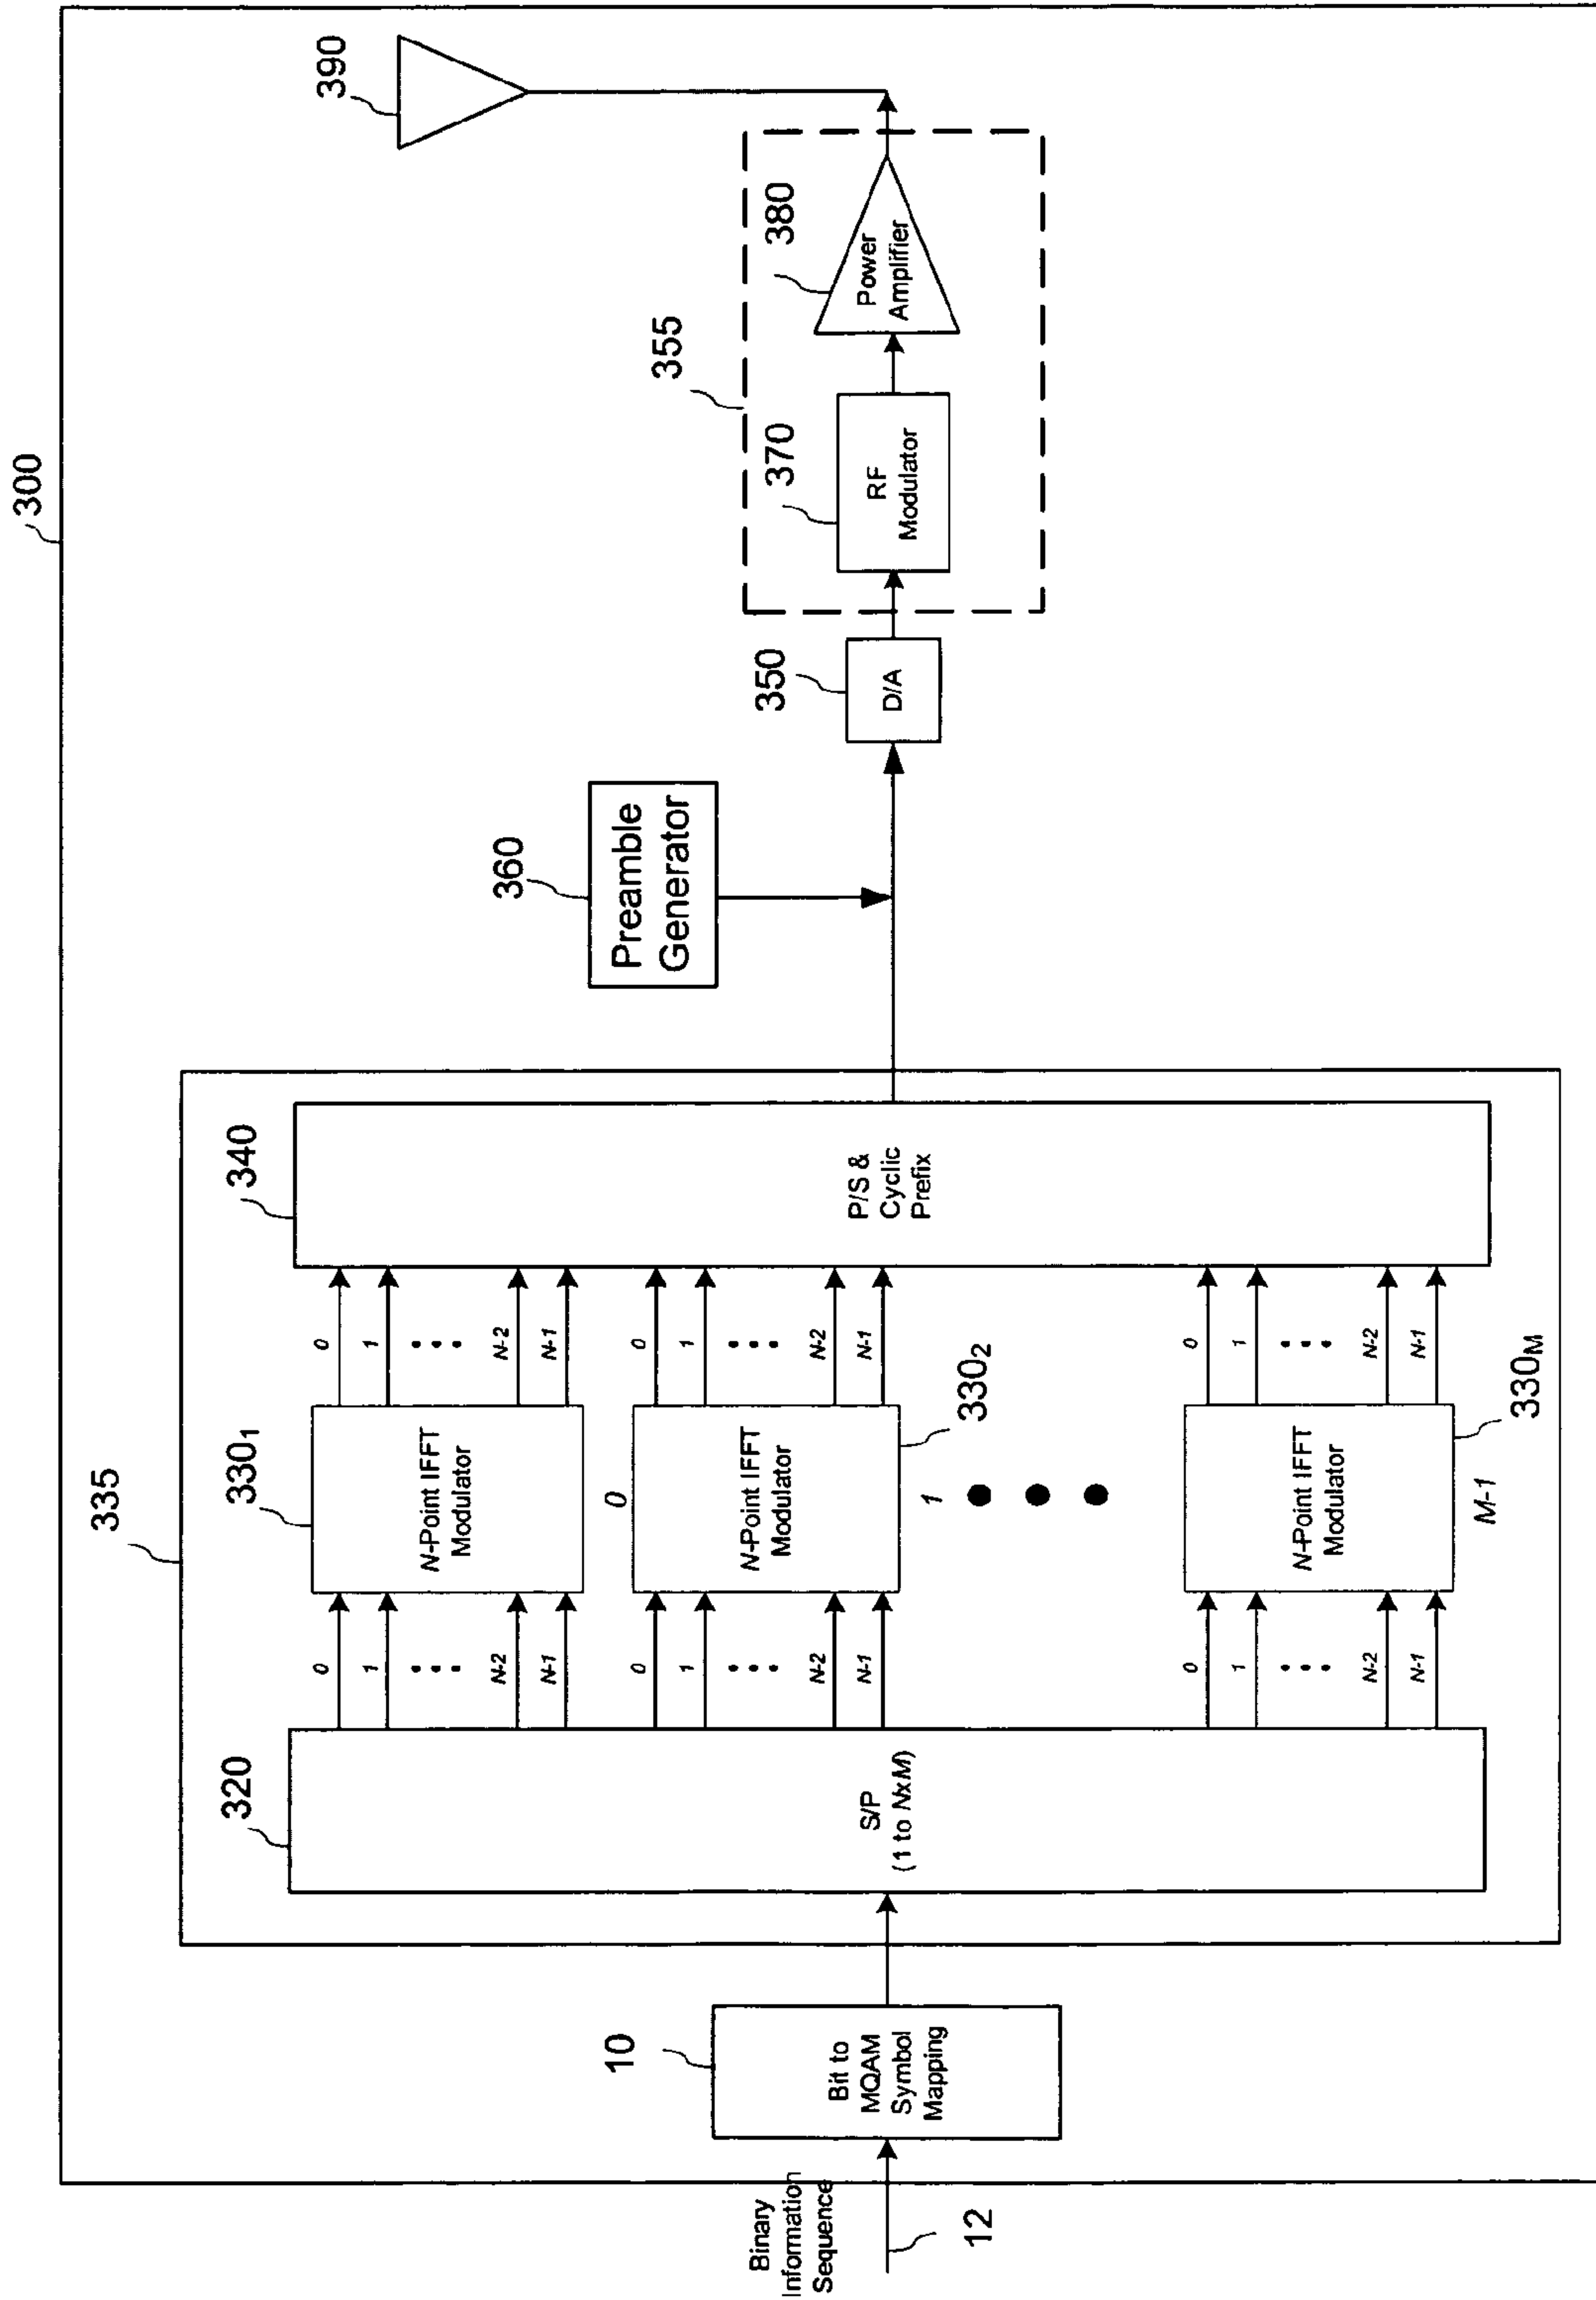 300
Binary
Information
Sequence
12
10
Bit to
MQAM
Symbol
Mapping
335
320
S/P
(1 to NxM)
0
1
N-2
N-1
0
1
N-2
N-1
0
1
N-2
N-1
330₁
N-Point IFFT
Modulator
0
N-Point IFFT
Modulator
330₂
1
N-Point IFFT
Modulator
330M
M-1
0
1
N-2
N-1
0
1
N-2
N-1
0
1
N-2
N-1
340
P/S &
Cyclic
Prefix
360
Preamble
Generator
350
D/A
355
370
RF
Modulator
380
Power
Amplifier
390